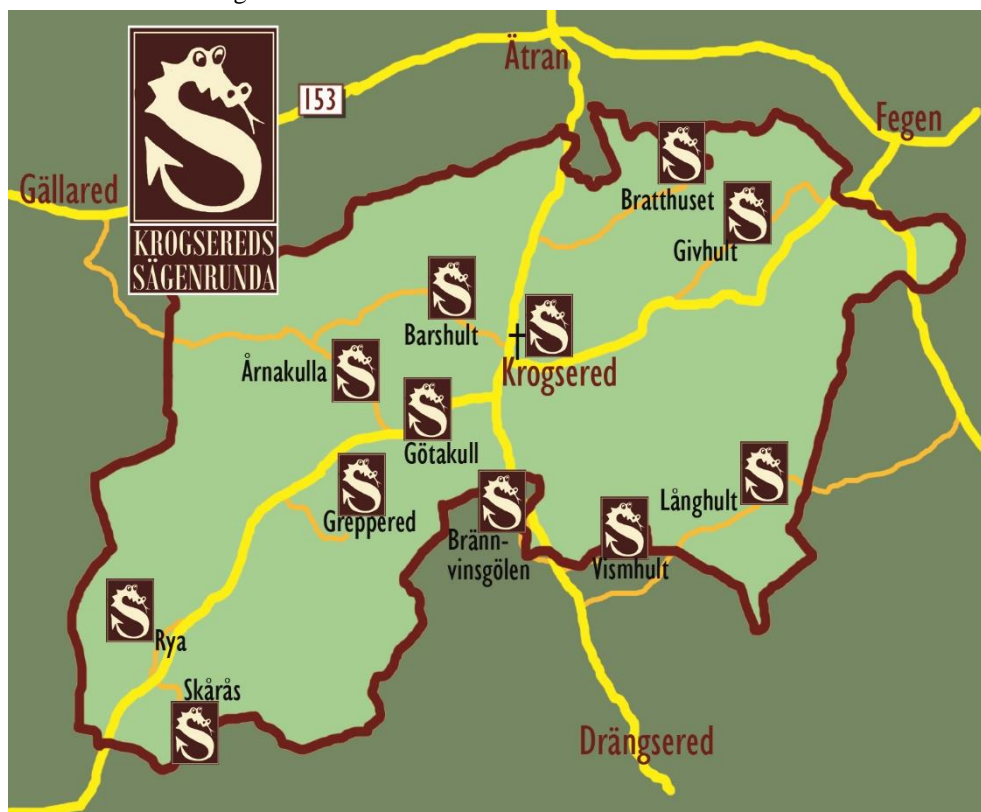 Ätran
153
Fegen
Gällared
Bratthuset
KROGSEREDS
SÄGENRUNDA
Givhult
Barshult
Årnakulla
Krogsered
Götakull
Långhult
Greppered
Bränn-
vinsgölen
Vismhult
Rya
Skårås
Drängsered